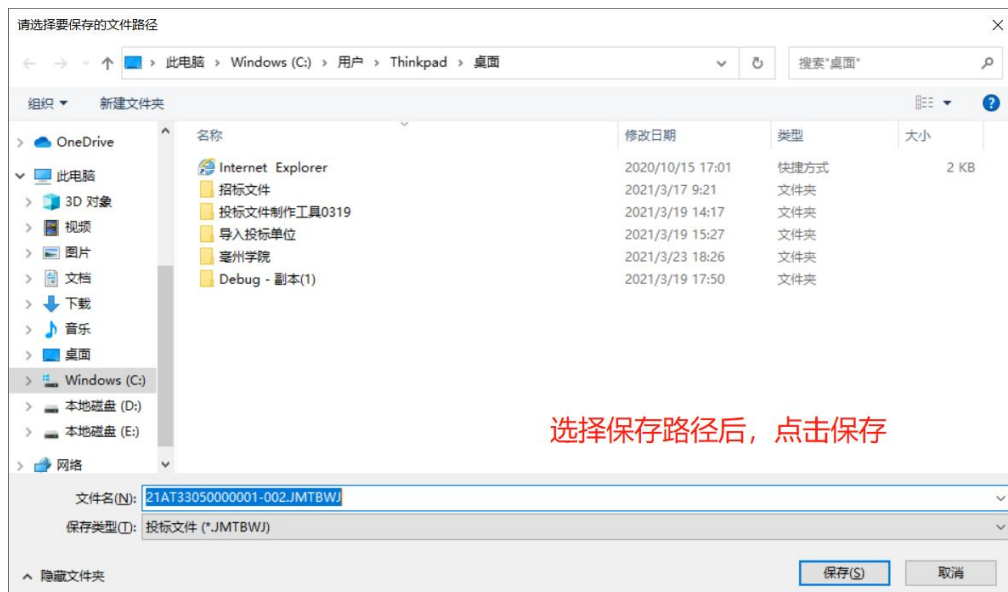 请选择要保存的文件路径
此电脑 › Windows (C:) › 用户 › Thinkpad › 桌面
搜索"桌面"
组织 新建文件夹
名称 修改日期 类型 大小
OneDrive
此电脑
3D 对象
视频
图片
文档
下载
音乐
桌面
Windows (C:)
本地磁盘 (D:)
本地磁盘 (E:)
网络
Internet Explorer 2020/10/15 17:01 快捷方式 2 KB
招标文件 2021/3/17 9:21 文件夹
投标文件制作工具0319 2021/3/19 14:17 文件夹
导入投标单位 2021/3/19 15:27 文件夹
亳州学院 2021/3/23 18:26 文件夹
Debug - 副本(1) 2021/3/19 17:50 文件夹
选择保存路径后，点击保存
文件名(N): 21AT33050000001-002.JMTBWJ
保存类型(T): 投标文件 (*.JMTBWJ)
隐藏文件夹 保存(S) 取消